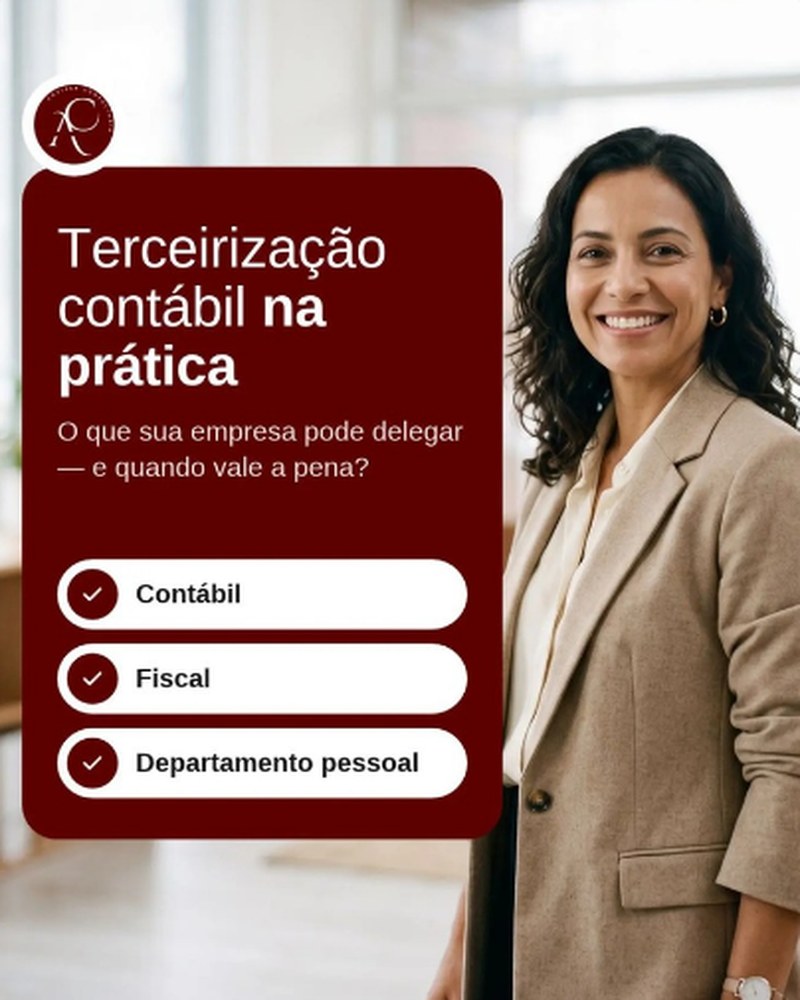 Terceirização
contábil na
prática
O que sua empresa pode delegar
— e quando vale a pena?
Contábil
Fiscal
Departamento pessoal